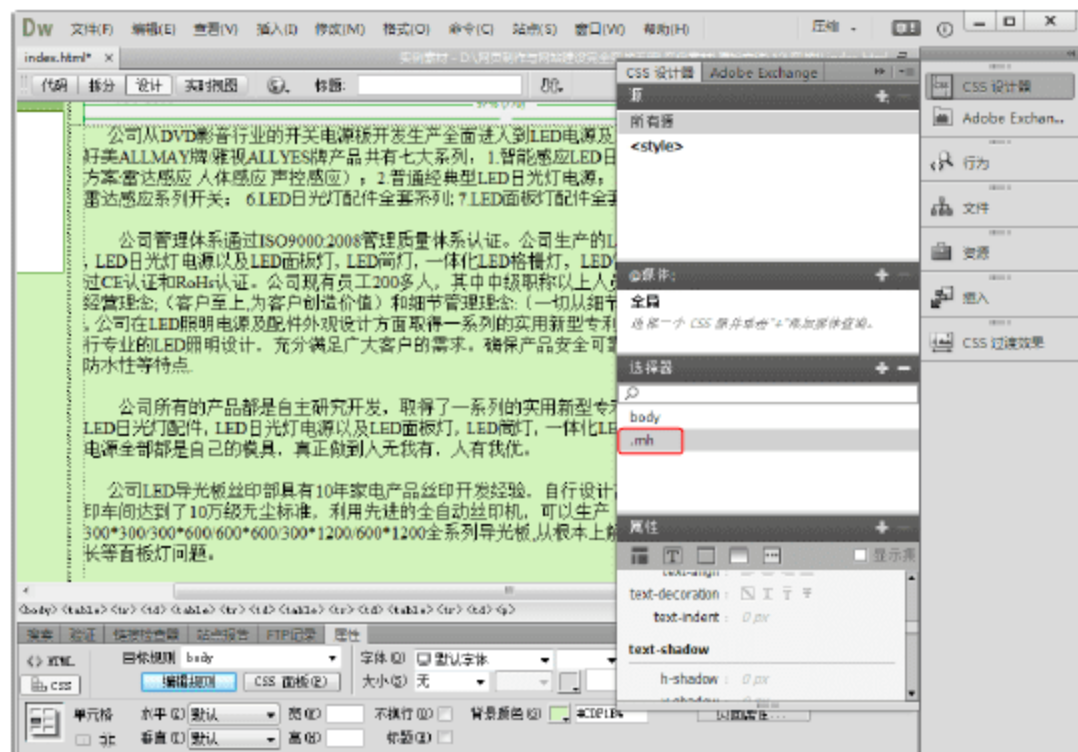 Dw 文件(F) 编辑(E) 查看(V) 插入(I) 修改(M) 格式(O) 命令(C) 站点(S) 窗口(W) 帮助(H) 压缩
index.html* ×
代码 拆分 设计 实时视图 标题:
公司从DVD影音行业的开关电源板开发生产全面进入到LED电源及
好美ALLMAY牌雅视ALLYES牌产品共有七大系列, 1.智能感应LED日
方案:雷达感应 人体感应 声控感应); 2.普通经典型LED日光灯电源;
雷达感应系列开关; 6.LED日光灯配件全套系列; 7.LED面板灯配件全套
公司管理体系通过ISO9000:2008管理质量体系认证。公司生产的L
, LED日光灯电源以及LED面板灯, LED筒灯, 一体化LED格栅灯, LED
过CE认证和RoHs认证。公司现有员工200多人, 其中中级职称以上人员
经营理念:(客户至上,为客户创造价值)和细节管理理念:(一切从细节
, 公司在LED照明电源及配件外观设计方面取得一系列的实用新型专利
行专业的LED照明设计, 充分满足广大客户的需求。确保产品安全可靠
防水性等特点.
公司所有的产品都是自主研究开发, 取得了一系列的实用新型专利
LED日光灯配件, LED日光灯电源以及LED面板灯, LED筒灯, 一体化LE
电源全部都是自己的模具, 真正做到人无我有, 人有我优。
公司LED导光板丝印部具有10年家电产品丝印开发经验, 自行设计
印车间达到了10万级无尘标准, 利用先进的全自动丝印机, 可以生产
300*300/300*600/600*600/300*1200/600*1200全系列导光板,从根本上解
长等面板灯问题。
<body> <table> <tr> <td> <table> <tr> <td> <table> <tr> <td> <table> <tr> <td> <p>
搜索 验证 链接检查器 站点报告 FTP记录 属性
<> HTML 目标规则 body 字体(O) 默认字体
CSS 编辑规则 CSS 面板(P) 大小(S) 无
单元格 水平(Z) 默认 宽(W) 不换行(O) 背景颜色(G)
垂直(T) 默认 高(H) 标题(E)
CSS 设计器 Adobe Exchange
源
所有源
<style>
@媒体:
全局
选择一个 CSS 源并单击"+"添加媒体查询。
选择器
body
.mh
属性
text-align :
text-decoration :
text-indent : 0 px
text-shadow
h-shadow : 0 px
v-shadow : 0 px
CSS 设计器
Adobe Exchan...
行为
文件
资源
插入
CSS 过渡效果